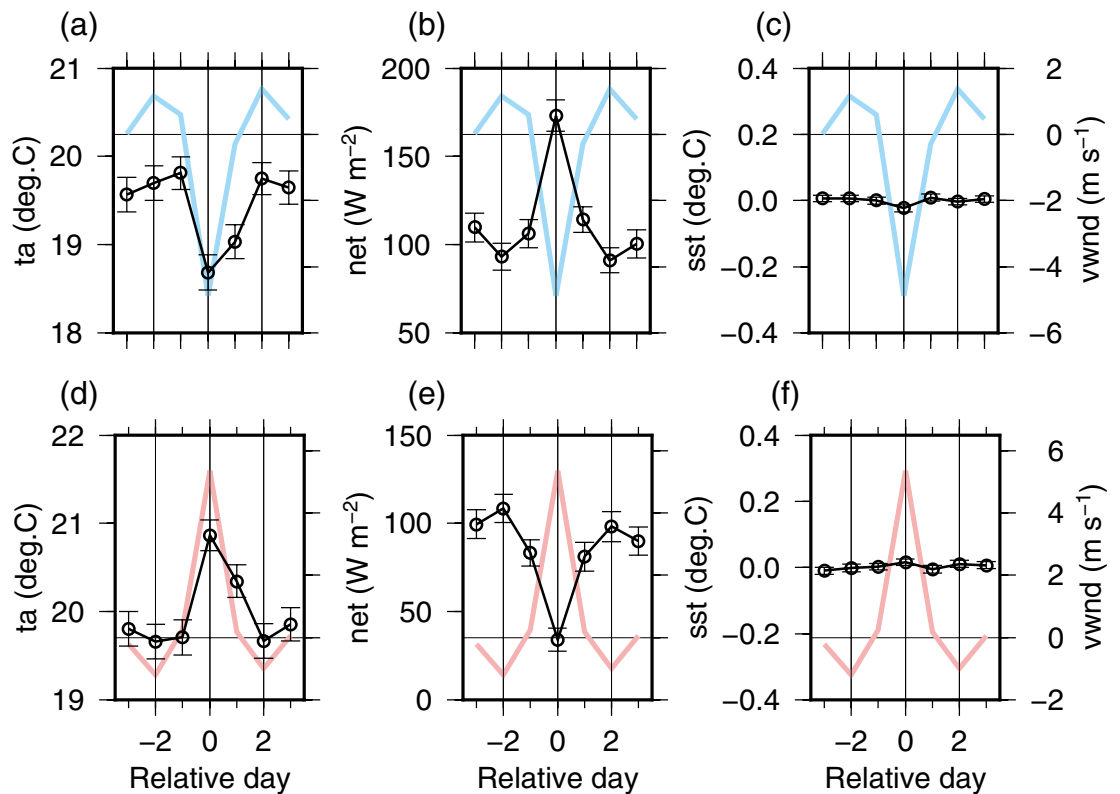 (a)
(b)
(c)
21
20
19
18
ta (deg.C)
200
150
100
50
net (W m−2)
0.4
0.2
0.0
−0.2
−0.4
sst (deg.C)
2
0
−2
−4
−6
vwnd (m s−1)
(d)
(e)
(f)
22
21
20
19
ta (deg.C)
150
100
50
0
net (W m−2)
0.4
0.2
0.0
−0.2
−0.4
sst (deg.C)
6
4
2
0
−2
vwnd (m s−1)
−2 0 2
−2 0 2
−2 0 2
Relative day
Relative day
Relative day